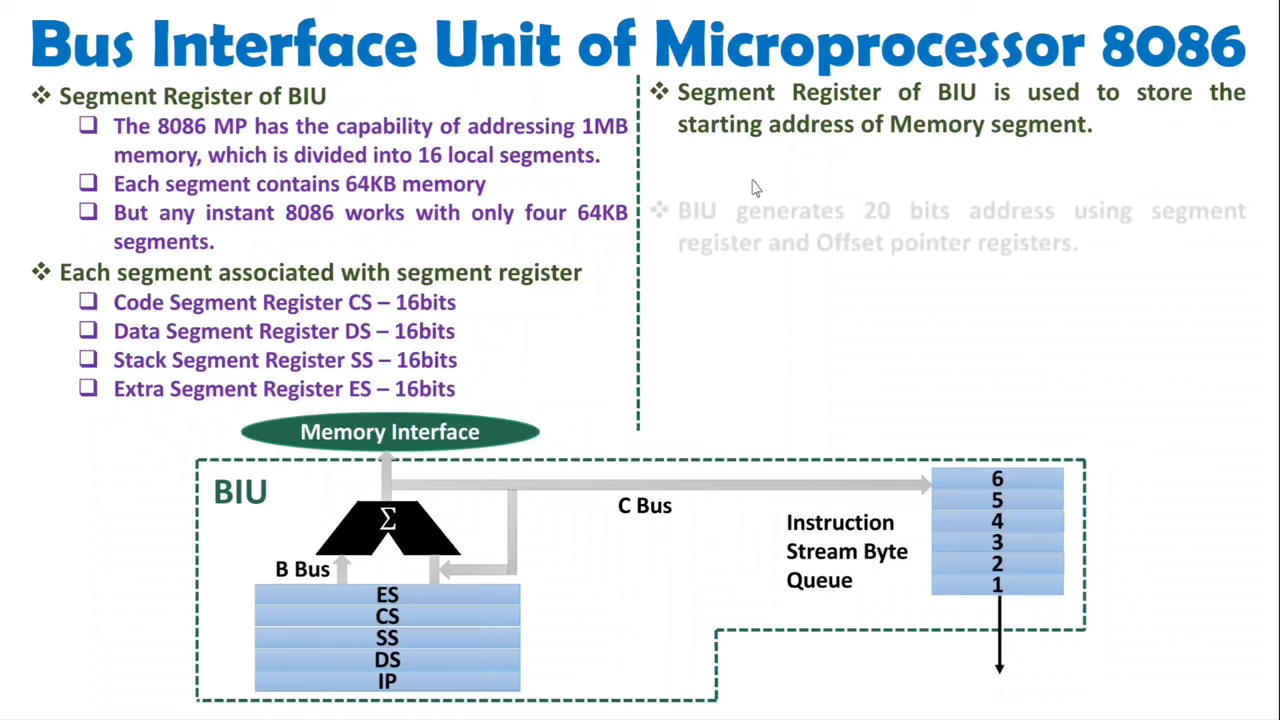 Bus Interface Unit of Microprocessor 8086
❖ Segment Register of BIU
❑ The 8086 MP has the capability of addressing 1MB
memory, which is divided into 16 local segments.
❑ Each segment contains 64KB memory
❑ But any instant 8086 works with only four 64KB
segments.
❖ Each segment associated with segment register
❑ Code Segment Register CS – 16bits
❑ Data Segment Register DS – 16bits
❑ Stack Segment Register SS – 16bits
❑ Extra Segment Register ES – 16bits
❖ Segment Register of BIU is used to store the
starting address of Memory segment.
❖ BIU generates 20 bits address using segment
register and Offset pointer registers.
Memory Interface
BIU
Σ
B Bus
C Bus
ES
CS
SS
DS
IP
Instruction
Stream Byte
Queue
6
5
4
3
2
1